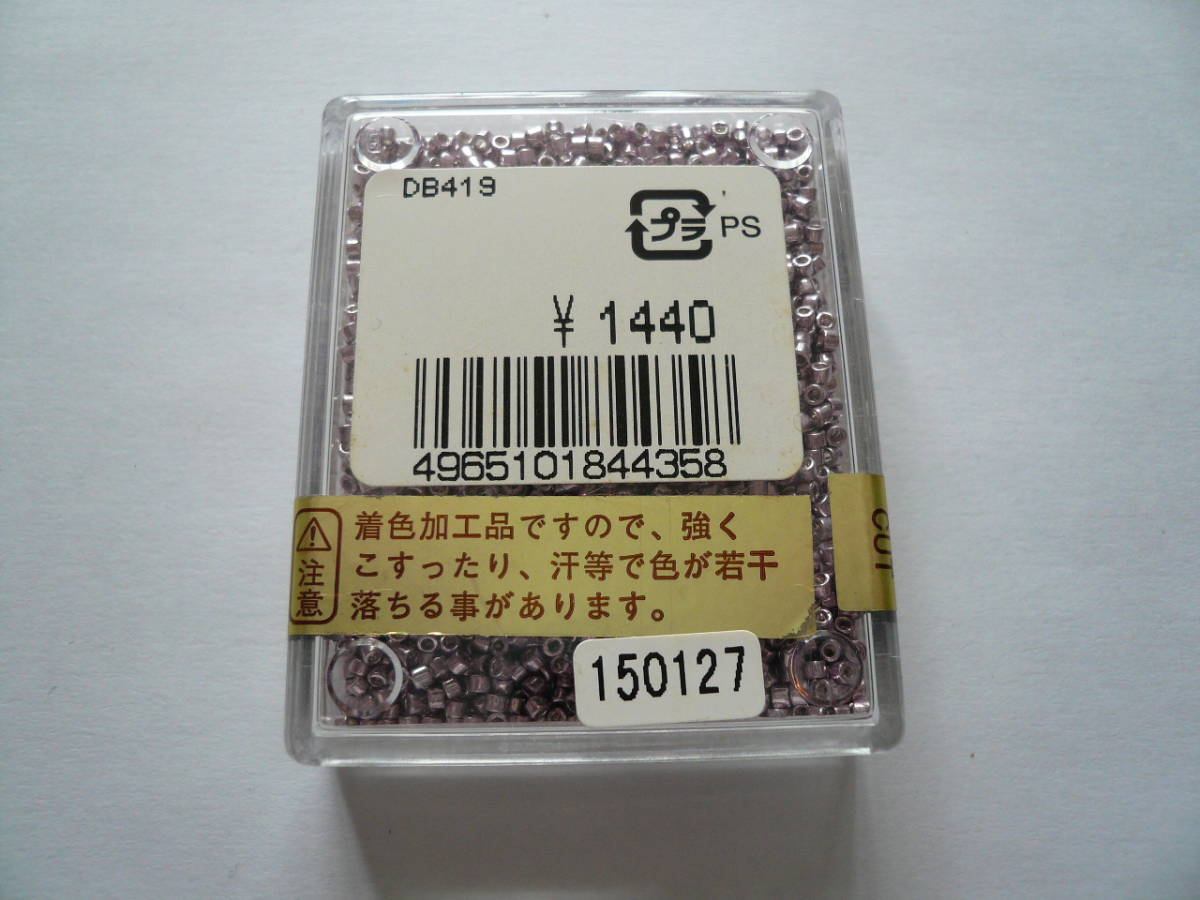 DB419
プラ PS
¥ 1440
4965101844358
注意
着色加工品ですので、強く
こすったり、汗等で色が若干
落ちる事があります。
CUT
150127